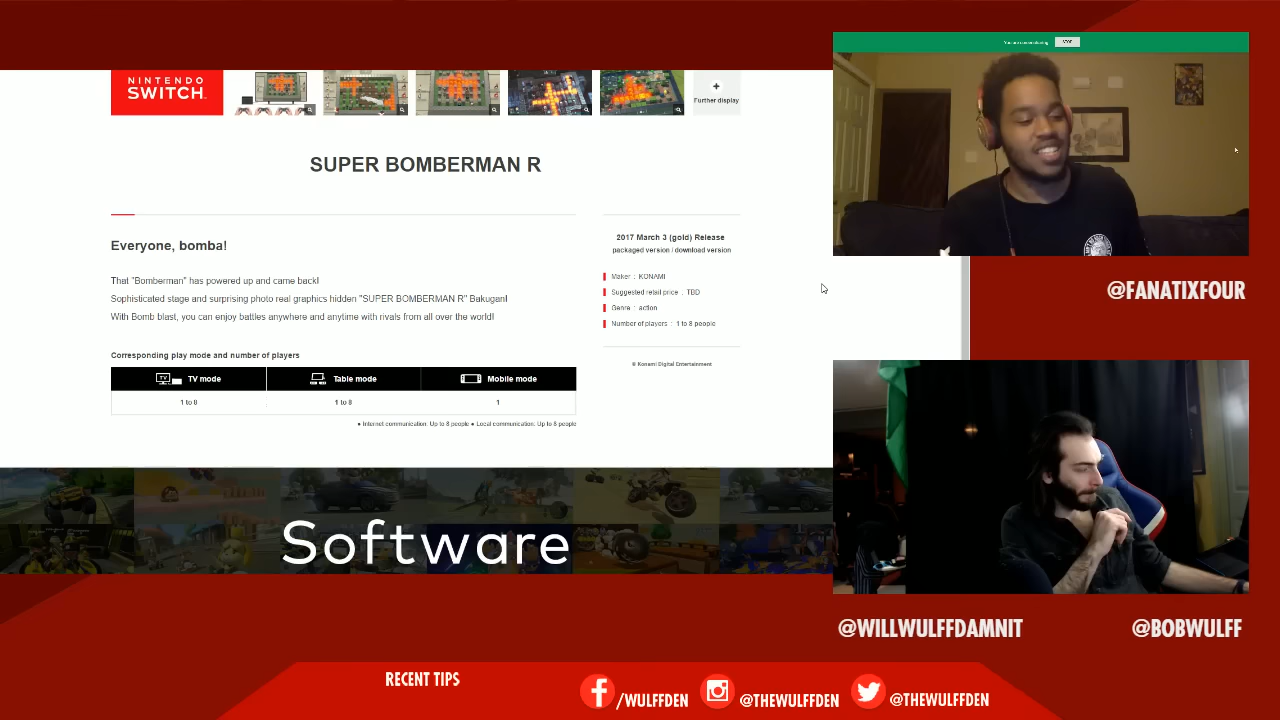 You are screensharing
STOP
NINTENDO
SWITCH
Further display
SUPER BOMBERMAN R
Everyone, bomba!
That "Bomberman" has powered up and came back!
Sophisticated stage and surprising photo real graphics hidden "SUPER BOMBERMAN R" Bakugan!
With Bomb blast, you can enjoy battles anywhere and anytime with rivals from all over the world!
2017 March 3 (gold) Release
packaged version / download version
Maker : KONAMI
Suggested retail price : TBD
Genre : action
Number of players : 1 to 8 people
© Konami Digital Entertainment
Corresponding play mode and number of players
TV TV mode Table mode Mobile mode
1 to 8 1 to 8 1
● Internet communication: Up to 8 people ● Local communication: Up to 8 people
Software
@FANATIXFOUR
@WILLWULFFDAMNIT @BOBWULFF
RECENT TIPS
f /WULFFDEN @THEWULFFDEN @THEWULFFDEN